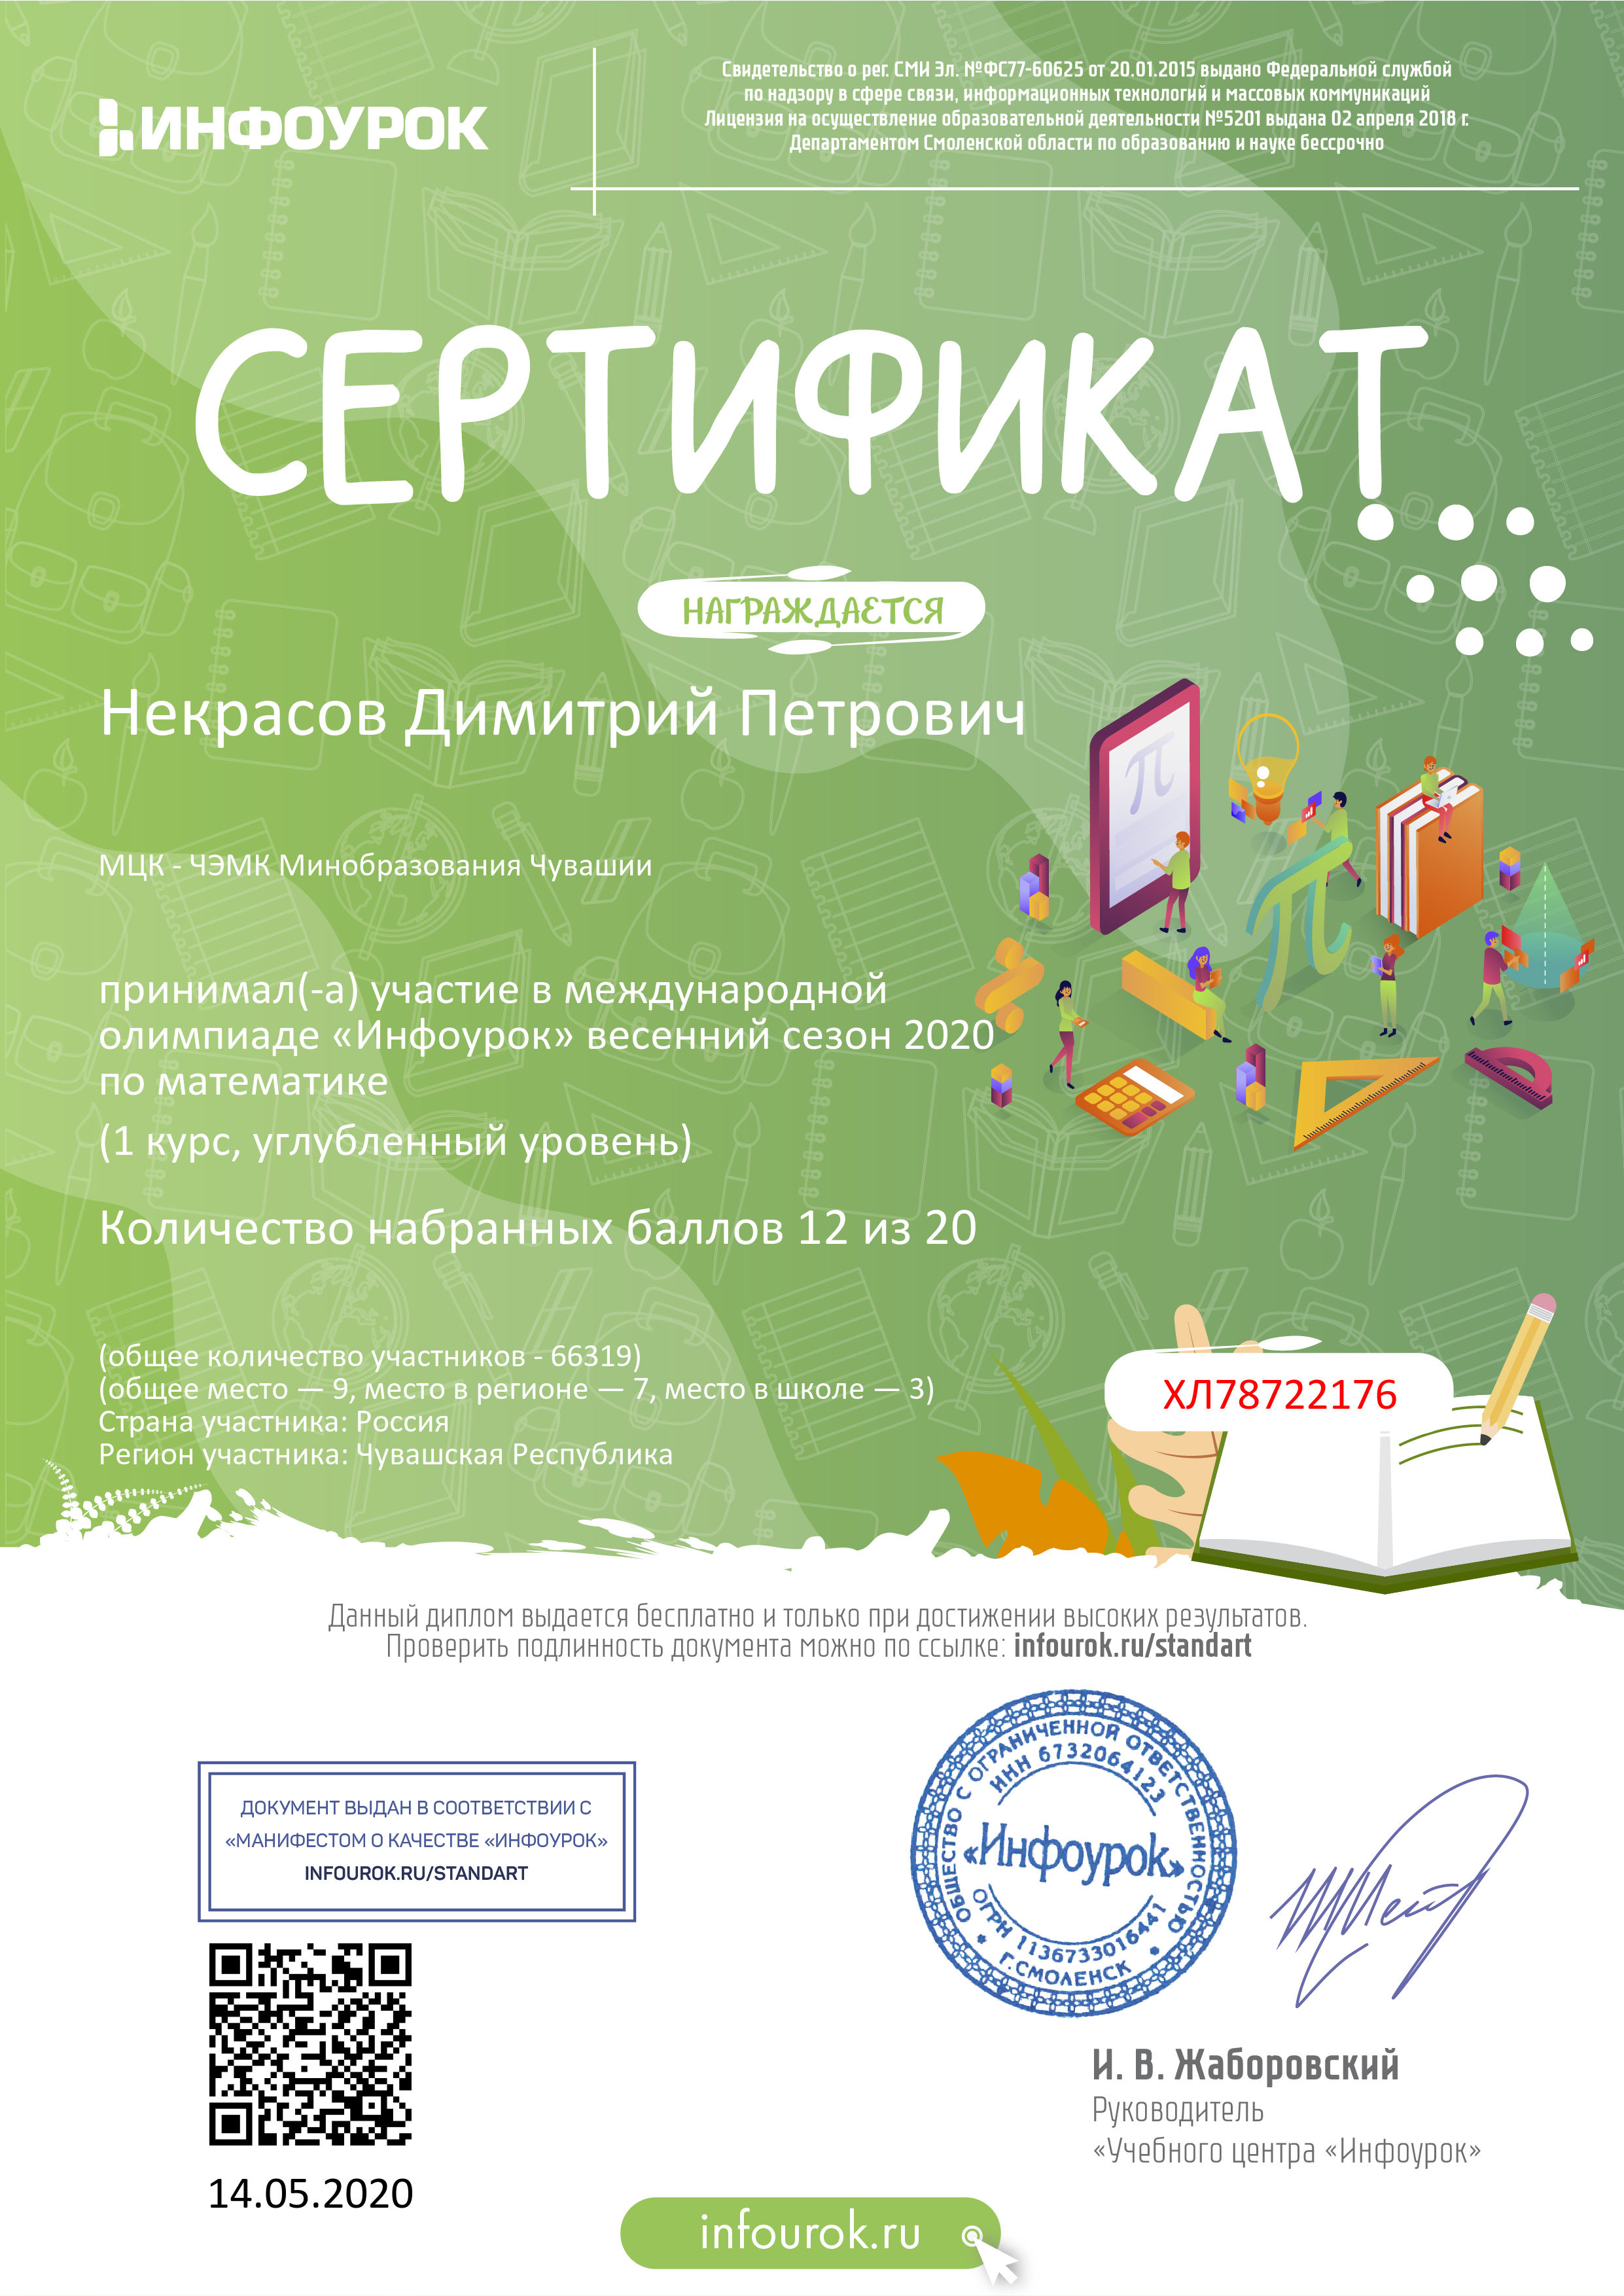 ИНФОУРОК
Свидетельство о рег. СМИ Эл. №ФС77-60625 от 20.01.2015 выдано Федеральной службой
по надзору в сфере связи, информационных технологий и массовых коммуникаций
Лицензия на осуществление образовательной деятельности №5201 выдана 02 апреля 2018 г.
Департаментом Смоленской области по образованию и науке бессрочно
СЕРТИФИКАТ
НАГРАЖДАЕТСЯ
Некрасов Димитрий Петрович
МЦК - ЧЭМК Минобразования Чувашии
принимал(-а) участие в международной
олимпиаде «Инфоурок» весенний сезон 2020
по математике
(1 курс, углубленный уровень)
Количество набранных баллов 12 из 20
(общее количество участников - 66319)
(общее место — 9, место в регионе — 7, место в школе — 3)
Страна участника: Россия
Регион участника: Чувашская Республика
π
π
ХЛ78722176
Данный диплом выдается бесплатно и только при достижении высоких результатов.
Проверить подлинность документа можно по ссылке: infourok.ru/standart
ДОКУМЕНТ ВЫДАН В СООТВЕТСТВИИ С
«МАНИФЕСТОМ О КАЧЕСТВЕ «ИНФОУРОК»
INFOUROK.RU/STANDART
ОБЩЕСТВО С ОГРАНИЧЕННОЙ ОТВЕТСТВЕННОСТЬЮ
ИНН 6732064123
«Инфоурок»
ОГРН 1136733016441
Г.СМОЛЕНСК
И. В. Жаборовский
Руководитель
«Учебного центра «Инфоурок»
14.05.2020
infourok.ru